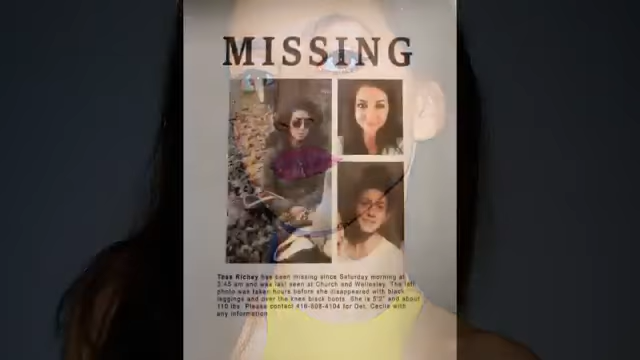 MISSING
Tess Richey has been missing since Saturday morning at
3:45 am and was last seen at Church and Wellesley. The left
photo was taken hours before she disappeared with black
leggings and over the knee black boots. She is 5'2" and about
110 lbs. Please contact 416-808-4104 for Det. Cecile with
any information